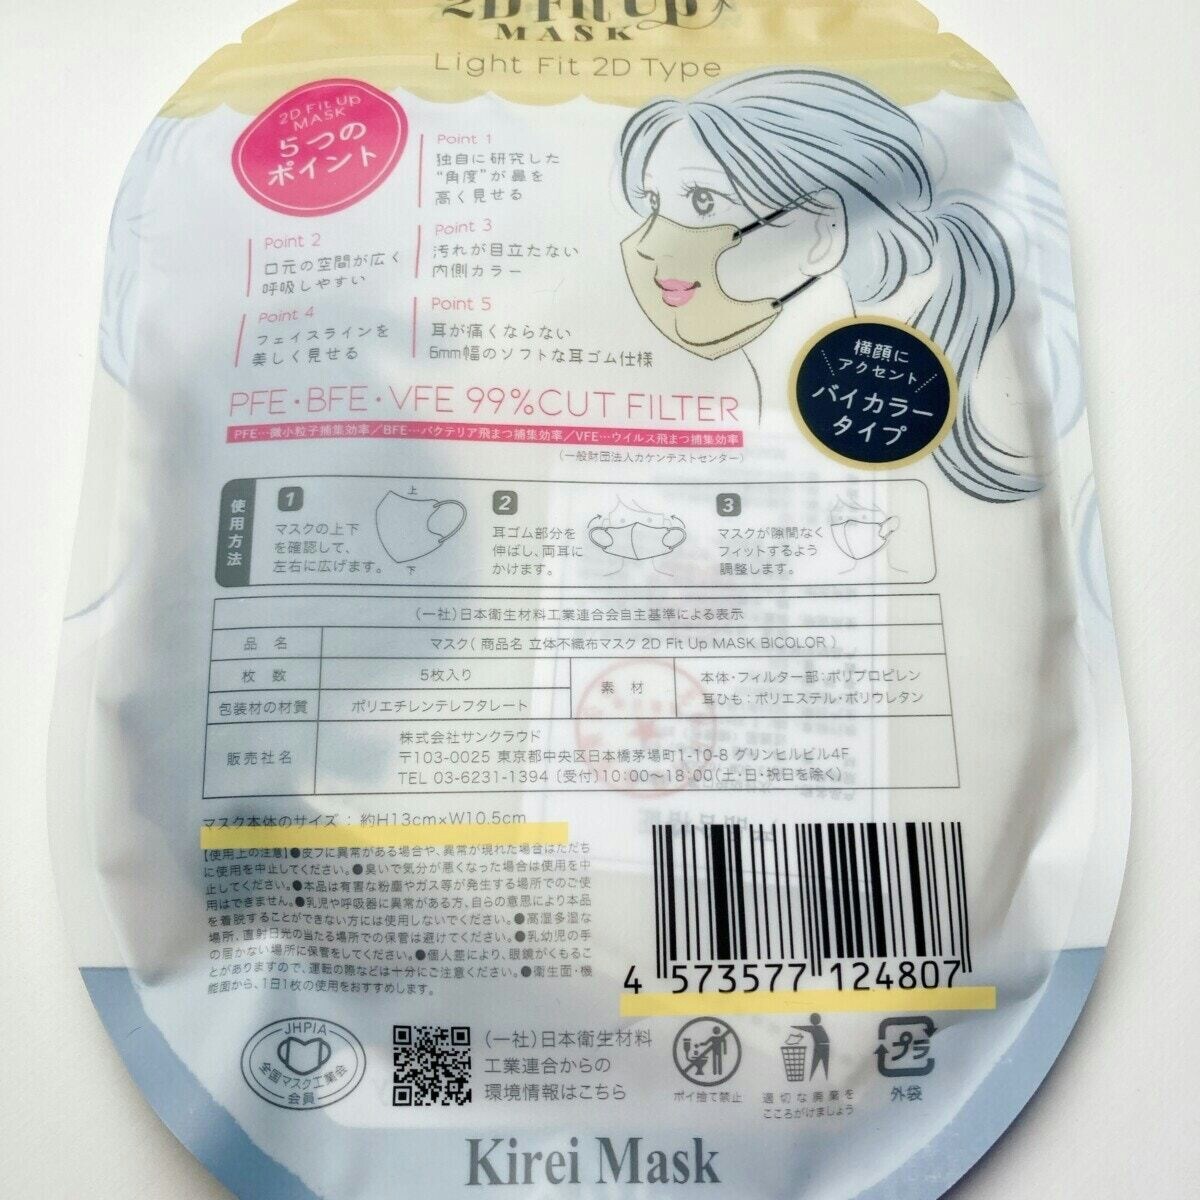 2D Fit Up
MASK
Light Fit 2D Type
2D Fit Up
MASK
5つの
ポイント
Point 1
独自に研究した
"角度"が鼻を
高く見せる
Point 2
口元の空間が広く
呼吸しやすい
Point 3
汚れが目立たない
内側カラー
Point 4
フェイスラインを
美しく見せる
Point 5
耳が痛くならない
6mm幅のソフトな耳ゴム仕様
横顔に
アクセント
バイカラー
タイプ
PFE・BFE・VFE 99%CUT FILTER
PFE…微小粒子捕集効率／BFE…バクテリア飛まつ捕集効率／VFE…ウイルス飛まつ捕集効率
(一般財団法人カケンテストセンター)
使用方法
1
マスクの上下
を確認して、
左右に広げます。
上
下
2
耳ゴム部分を
伸ばし、両耳に
かけます。
3
マスクが隙間なく
フィットするよう
調整します。
(一社)日本衛生材料工業連合会自主基準による表示
品 名 マスク( 商品名 立体不織布マスク 2D Fit Up MASK BICOLOR )
枚 数 5枚入り
包装材の材質 ポリエチレンテレフタレート
素 材
本体・フィルター部：ポリプロピレン
耳ひも：ポリエステル・ポリウレタン
販売社名
株式会社サンクラウド
〒103-0025 東京都中央区日本橋茅場町1-10-8 グリンヒルビル4F
TEL 03-6231-1394 〔受付〕10:00〜18:00(土・日・祝日を除く)
マスク本体のサイズ : 約H13cm×W10.5cm
【使用上の注意】●皮フに異常がある場合や、異常が現れた場合はただち
に使用を中止してください。●臭いで気分が悪くなった場合は使用を中
止してください。●本品は有害な粉塵やガス等が発生する場所でのご使
用はできません。●乳児や呼吸器に異常がある方、自らの意思により本品
を着脱することができない方には使用しないでください。●高湿多湿な
場所、直射日光の当たる場所での保管は避けてください。●乳幼児の手
の届かない場所に保管をしてください。●個人差により、眼鏡がくもるこ
とがありますので、運転の際などは十分にご注意ください。●衛生面・機
能面から、1日1枚の使用をおすすめします。
4 573577 124807
JHPIA
全国マスク工業会
会員
(一社)日本衛生材料
工業連合会からの
環境情報はこちら
ポイ捨て禁止
適切な廃棄を
こころがけましょう
プラ
外袋
Kirei Mask